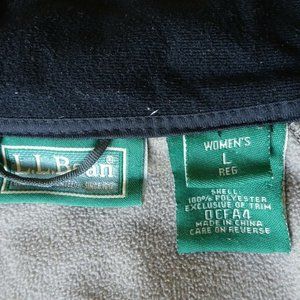 L.L.Bean
WOMEN'S
L
REG
SHELL:
100% POLYESTER
EXCLUSIVE OF TRIM
0CFA4
MADE IN CHINA
CARE ON REVERSE